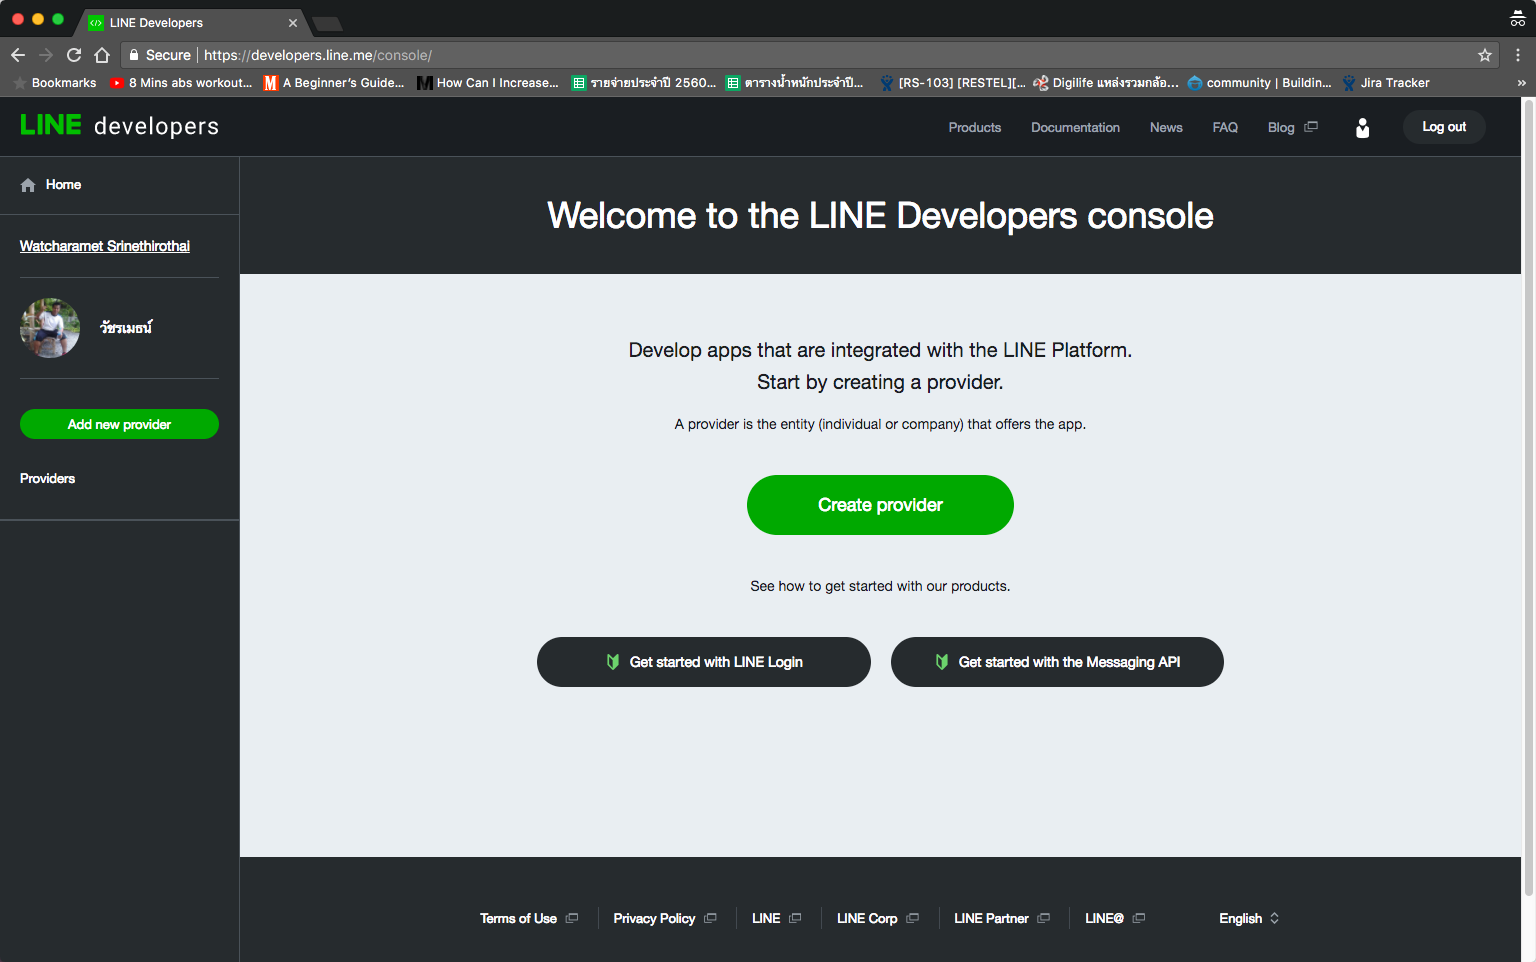 LINE Developers
Secure https://developers.line.me/console/
Bookmarks 8 Mins abs workout... A Beginner's Guide... How Can I Increase... รายจ่ายประจำปี 2560... ตารางน้ำหนักประจำปี... [RS-103] [RESTEL][... Digilife แหล่งรวมกล้อ... community | Buildin... Jira Tracker »
LINE developers
Products Documentation News FAQ Blog Log out
Home
Watcharamet Srinethirothai
วัชรเมธน์
Add new provider
Providers
Welcome to the LINE Developers console
Develop apps that are integrated with the LINE Platform.
Start by creating a provider.
A provider is the entity (individual or company) that offers the app.
Create provider
See how to get started with our products.
Get started with LINE Login
Get started with the Messaging API
Terms of Use Privacy Policy LINE LINE Corp LINE Partner LINE@ English